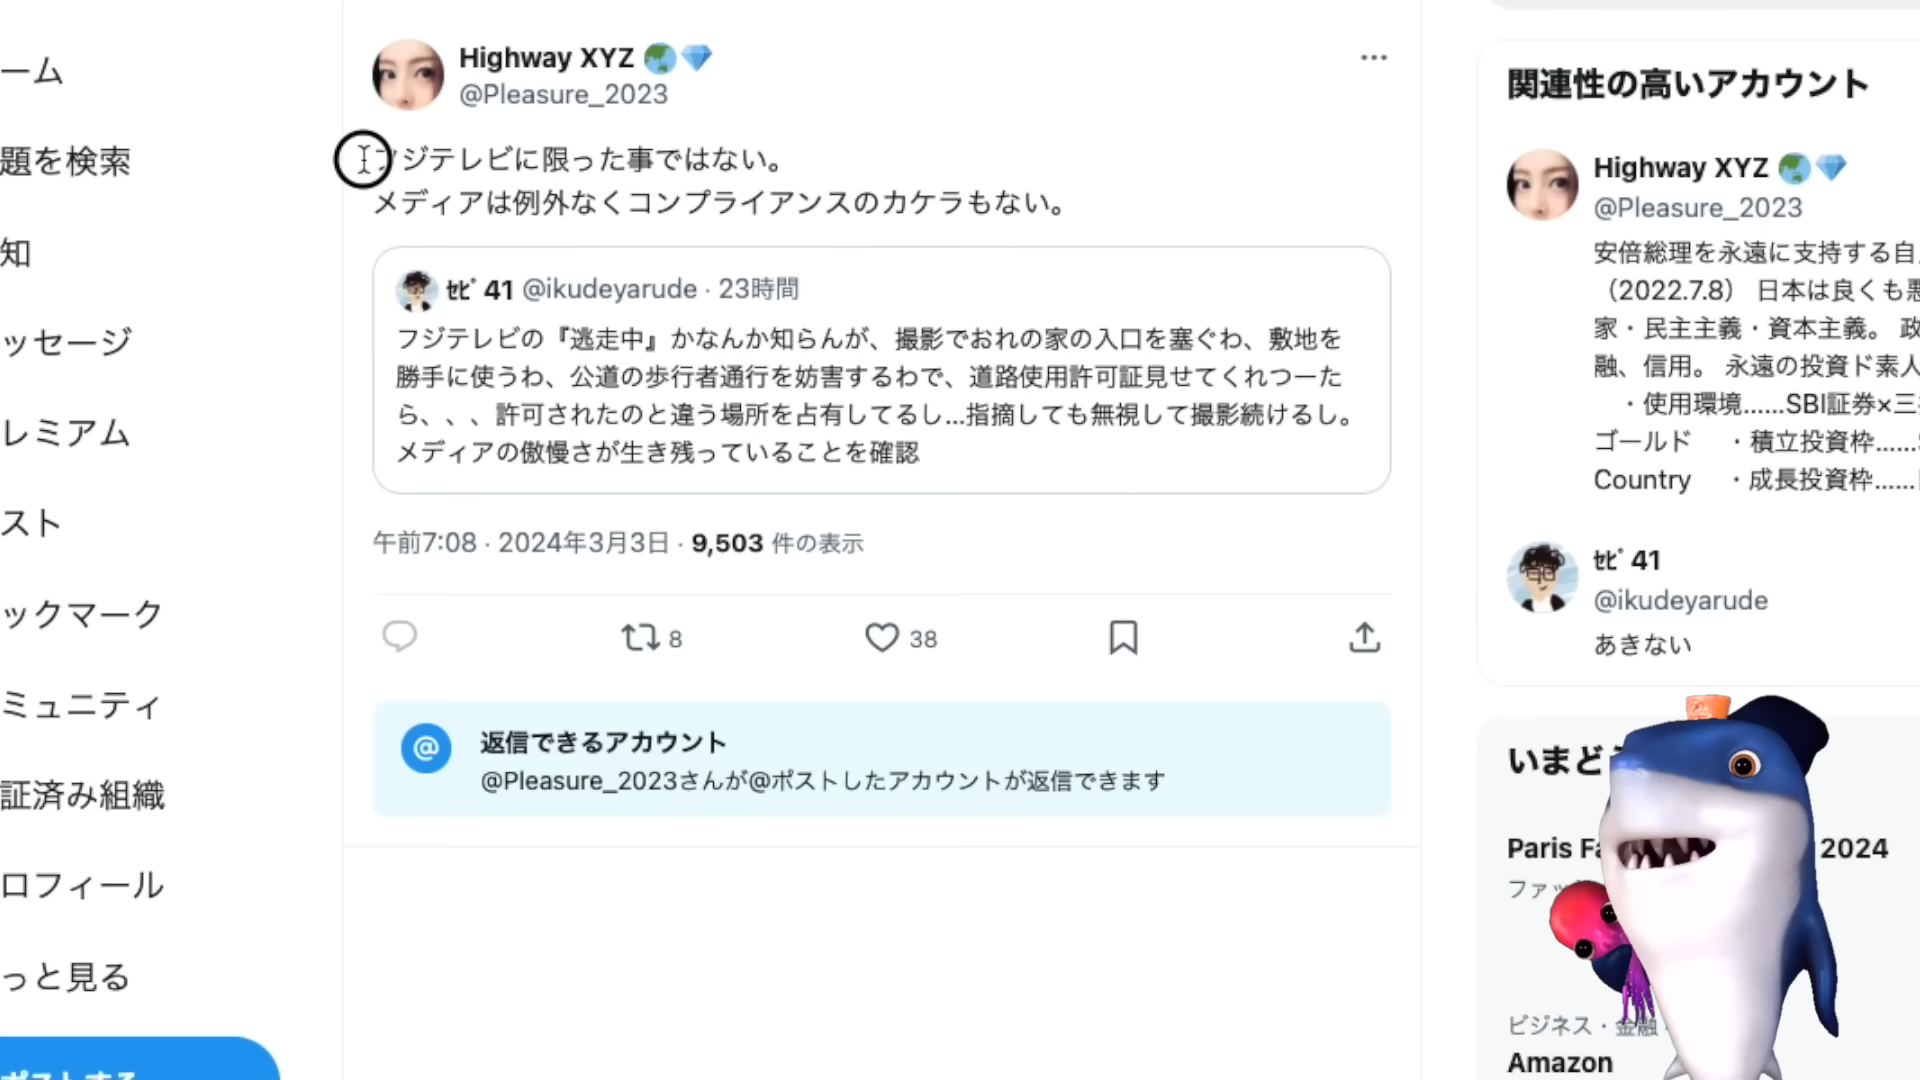 ーム
題を検索
知
ッセージ
レミアム
スト
ックマーク
ミュニティ
証済み組織
ロフィール
っと見る
ポストする
Highway XYZ
@Pleasure_2023
フジテレビに限った事ではない。
メディアは例外なくコンプライアンスのカケラもない。
ｾﾋﾟ 41 @ikudeyarude · 23時間
フジテレビの『逃走中』かなんか知らんが、撮影でおれの家の入口を塞ぐわ、敷地を
勝手に使うわ、公道の歩行者通行を妨害するわで、道路使用許可証見せてくれつーた
ら、、、許可されたのと違う場所を占有してるし...指摘しても無視して撮影続けるし。
メディアの傲慢さが生き残っていることを確認
午前7:08 · 2024年3月3日 · 9,503 件の表示
8
38
@
返信できるアカウント
@Pleasure_2023さんが@ポストしたアカウントが返信できます
関連性の高いアカウント
Highway XYZ
@Pleasure_2023
安倍総理を永遠に支持する自
（2022.7.8） 日本は良くも悪
家・民主主義・資本主義。 政
融、信用。 永遠の投資ド素人
・使用環境......SBI証券×三
ゴールド ・積立投資枠......
Country ・成長投資枠......
ｾﾋﾟ 41
@ikudeyarude
あきない
いまど
Paris Fa 2024
ファッ
ビジネス・金融
Amazon